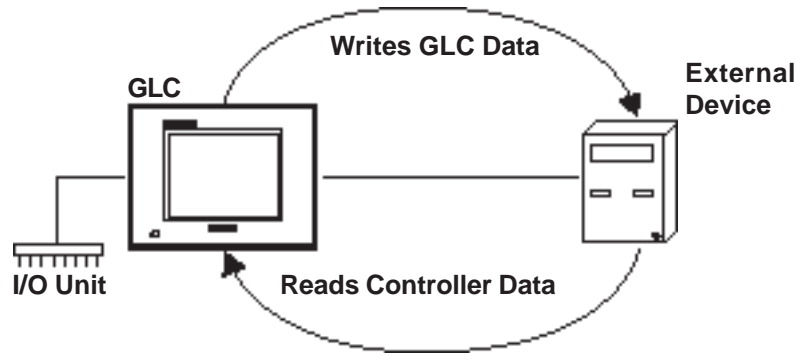 Writes GLC Data
GLC
External
Device
I/O Unit
Reads Controller Data